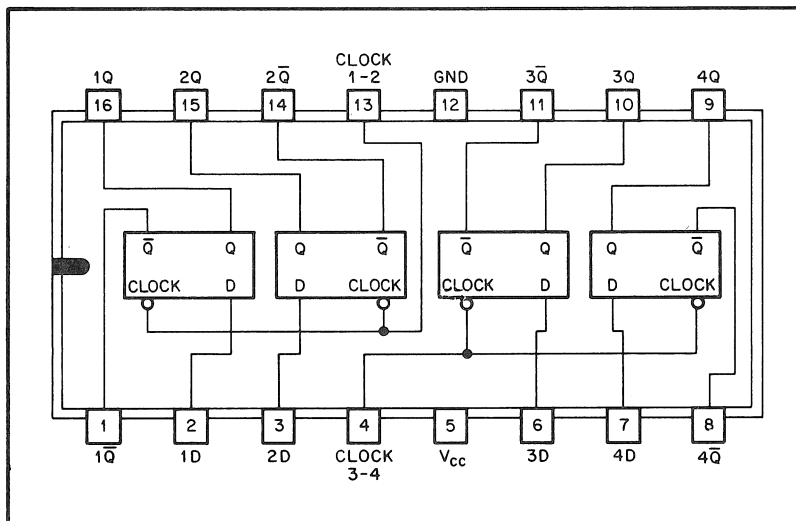 CLOCK
1Q 2Q 2Q̅ 1-2 GND 3Q̅ 3Q 4Q
16 15 14 13 12 11 10 9
Q̅ Q Q Q̅ Q̅ Q Q Q̅
CLOCK D D CLOCK CLOCK D D CLOCK
1 2 3 4 5 6 7 8
1Q̅ 1D 2D CLOCK VCC 3D 4D 4Q̅
3-4